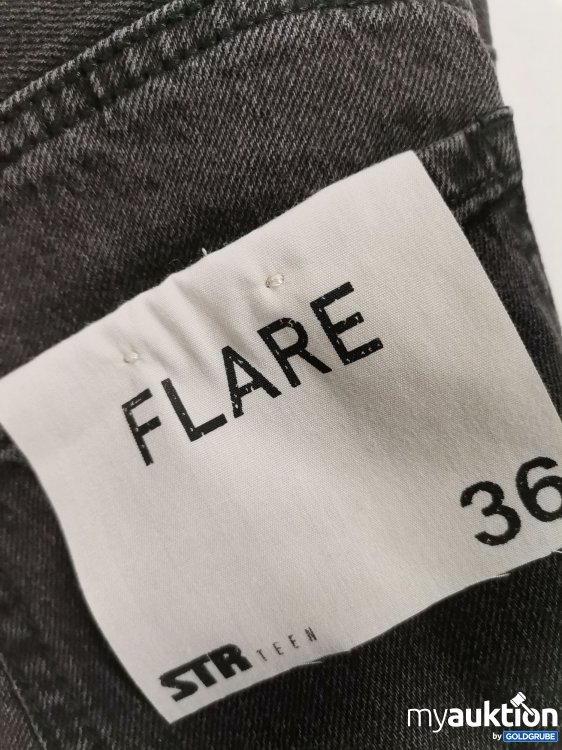 FLARE
36
STR TEEN
myauktion
by GOLDGRUBE